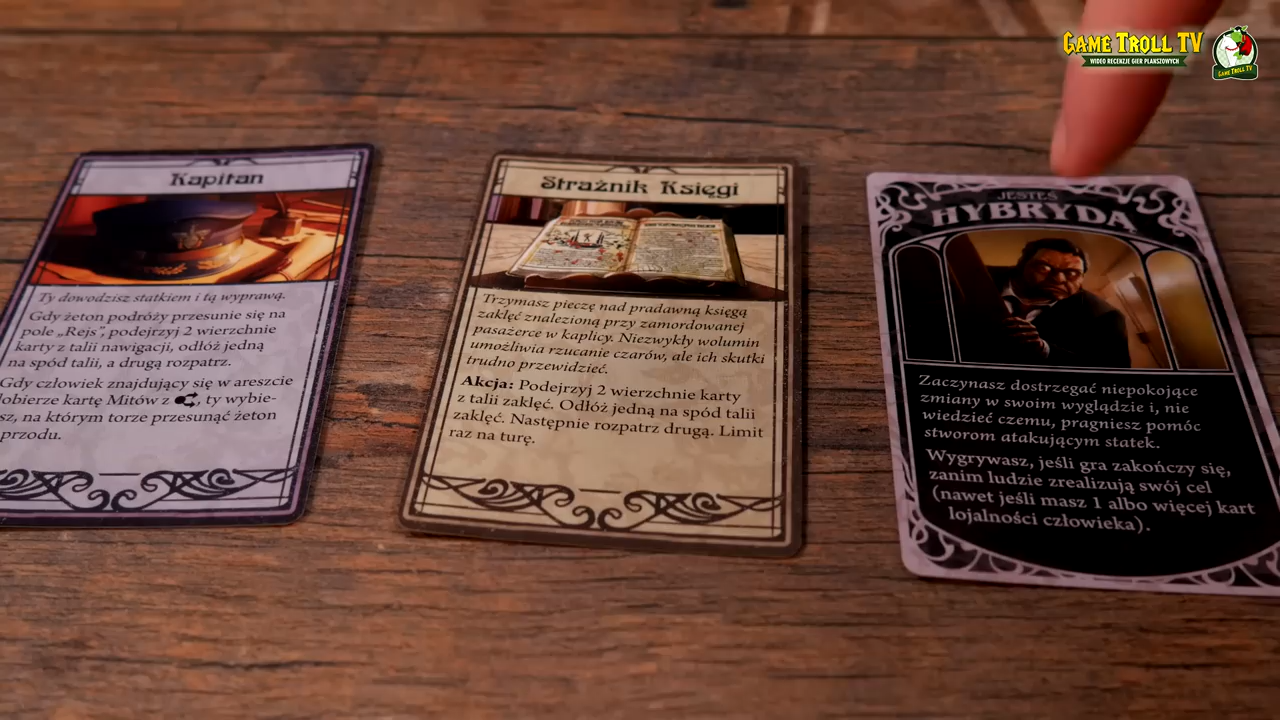 GAME TROLL TV
WIDEO RECENZJE GIER PLANSZOWYCH
GAME TROLL TV
Kapitan
Ty dowodzisz statkiem i tą wyprawą.
Gdy żeton podróży przesunie się na
pole „Rejs”, podejrzyj 2 wierzchnie
karty z talii nawigacji, odłóż jedną
na spód talii, a drugą rozpatrz.
Gdy człowiek znajdujący się w areszcie
dobierze kartę Mitów z , ty wybie-
sz, na którym torze przesunąć żeton
przodu.
Strażnik Księgi
Trzymasz pieczę nad pradawną księgą
zaklęć znalezioną przy zamordowanej
pasażerce w kaplicy. Niezwykły wolumin
umożliwia rzucanie czarów, ale ich skutki
trudno przewidzieć.
Akcja: Podejrzyj 2 wierzchnie karty
z talii zaklęć. Odłóż jedną na spód talii
zaklęć. Następnie rozpatrz drugą. Limit
raz na turę.
JESTEŚ
HYBRYDĄ
Zaczynasz dostrzegać niepokojące
zmiany w swoim wyglądzie i, nie
wiedzieć czemu, pragniesz pomóc
stworom atakującym statek.
Wygrywasz, jeśli gra zakończy się,
zanim ludzie zrealizują swój cel
(nawet jeśli masz 1 albo więcej kart
lojalności człowieka).